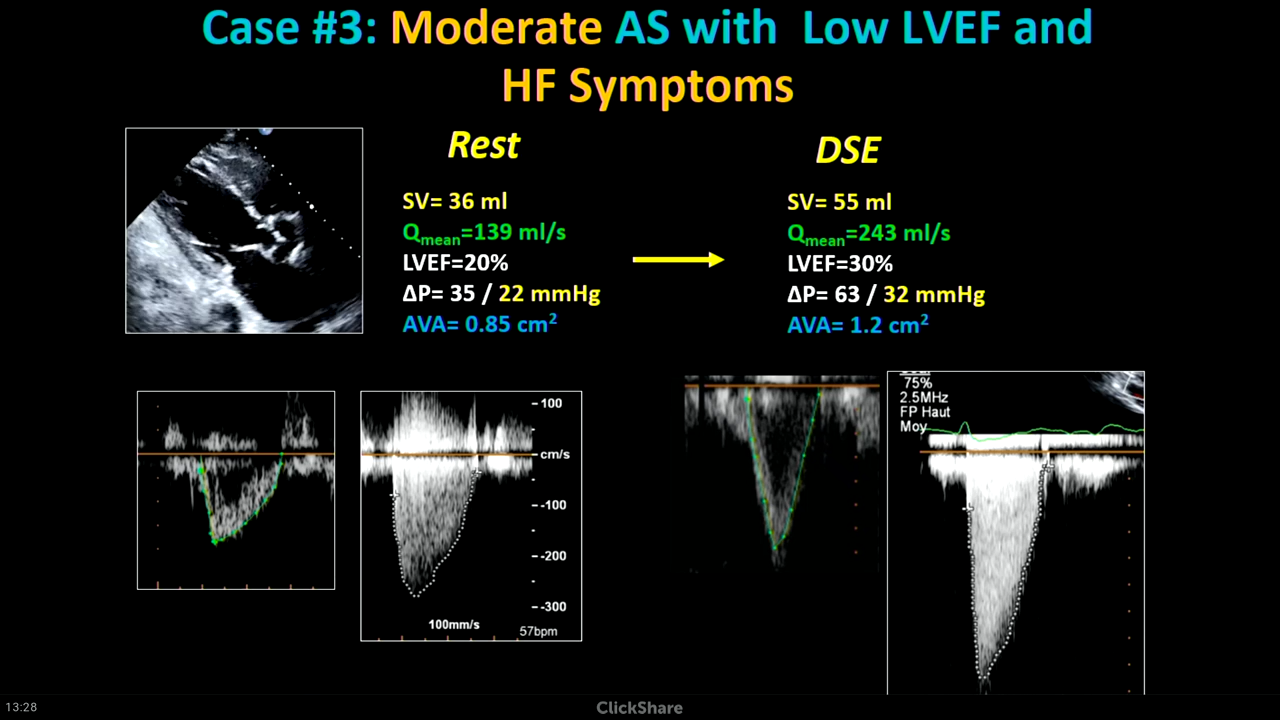 Case #3: Moderate AS with Low LVEF and
HF Symptoms
Rest
SV= 36 ml
Qmean=139 ml/s
LVEF=20%
ΔP= 35 / 22 mmHg
AVA= 0.85 cm²
DSE
SV= 55 ml
Qmean=243 ml/s
LVEF=30%
ΔP= 63 / 32 mmHg
AVA= 1.2 cm²
100
cm/s
-100
-200
-300
100mm/s
57bpm
75%
2.5MHz
FP Haut
Moy
13:28
ClickShare